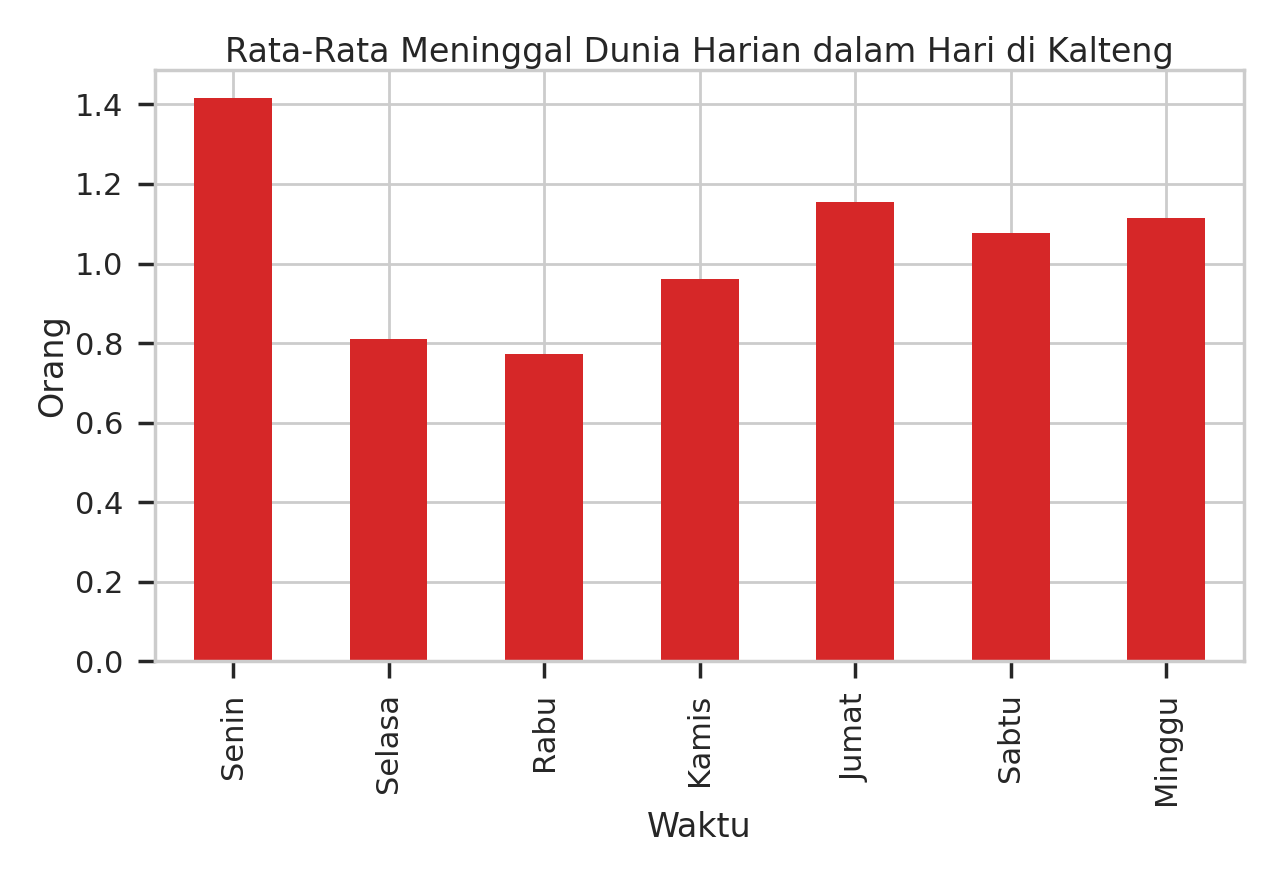 Rata-Rata Meninggal Dunia Harian dalam Hari di Kalteng
1.4
1.2
1.0
0.8
0.6
0.4
0.2
0.0
Orang
Senin
Selasa
Rabu
Kamis
Jumat
Sabtu
Minggu
Waktu